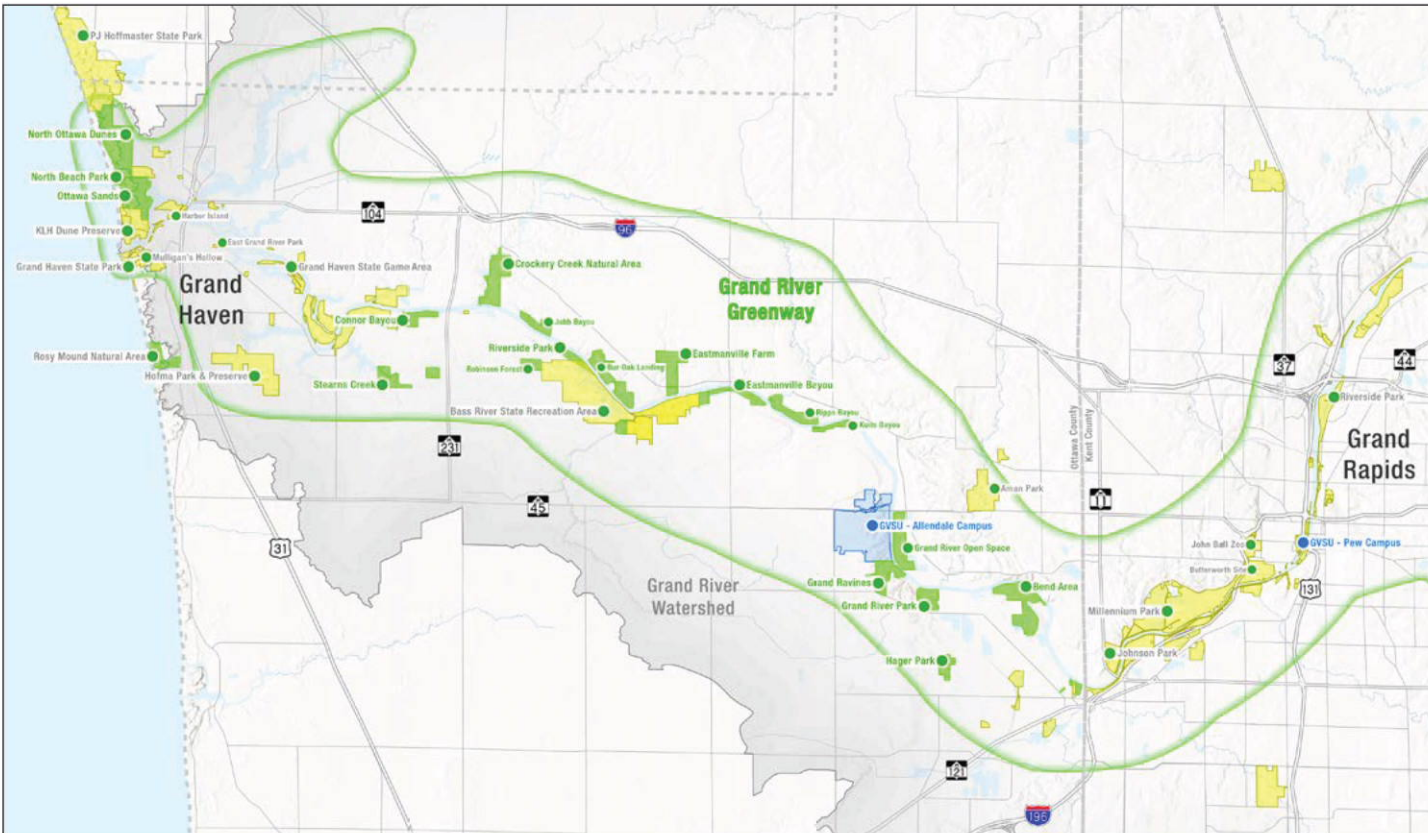 PJ Hoffmaster State Park
North Ottawa Dunes
North Beach Park
Ottawa Sands
Harbor Island
104
96
KLH Dune Preserve
East Grand River Park
Mulligan's Hollow
Grand Haven State Park
Grand Haven State Game Area
Crockery Creek Natural Area
Grand
Haven
Grand River
Greenway
Connor Bayou
Jubb Bayou
Riverside Park
Rosy Mound Natural Area
Hofma Park & Preserve
Stearns Creek
Robinson Forest
Bur Oak Landing
Eastmanville Farm
Eastmanville Bayou
Bass River State Recreation Area
Ripps Bayou
Kuits Bayou
37
44
Riverside Park
Grand
Rapids
Ottawa County
Kent County
231
45
31
Aman Park
11
GVSU - Allendale Campus
Grand River Open Space
John Ball Zoo
GVSU - Pew Campus
Butterworth Site
131
Grand River
Watershed
Grand Ravines
Grand River Park
Bend Area
Millennium Park
Johnson Park
Hager Park
121
196